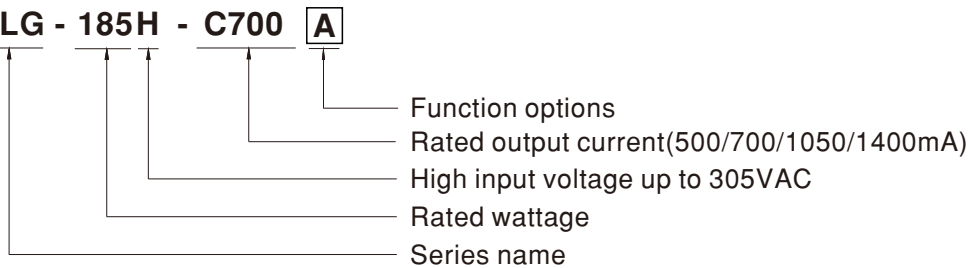 LG - 185H - C700 A
Function options
Rated output current(500/700/1050/1400mA)
High input voltage up to 305VAC
Rated wattage
Series name